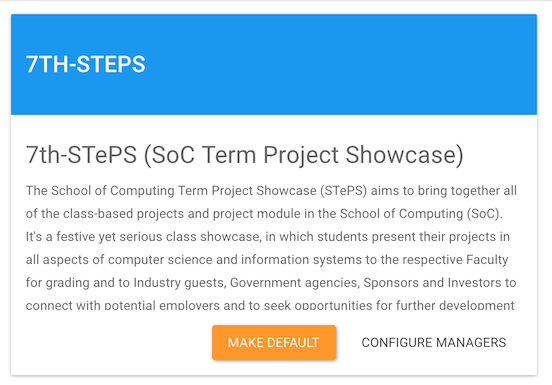 7TH-STEPS
7th-STePS (SoC Term Project Showcase)
The School of Computing Term Project Showcase (STePS) aims to bring together all
of the class-based projects and project module in the School of Computing (SoC).
It's a festive yet serious class showcase, in which students present their projects in
all aspects of computer science and information systems to the respective Faculty
for grading and to Industry guests, Government agencies, Sponsors and Investors to
connect with potential employers and to seek opportunities for further development
MAKE DEFAULT CONFIGURE MANAGERS